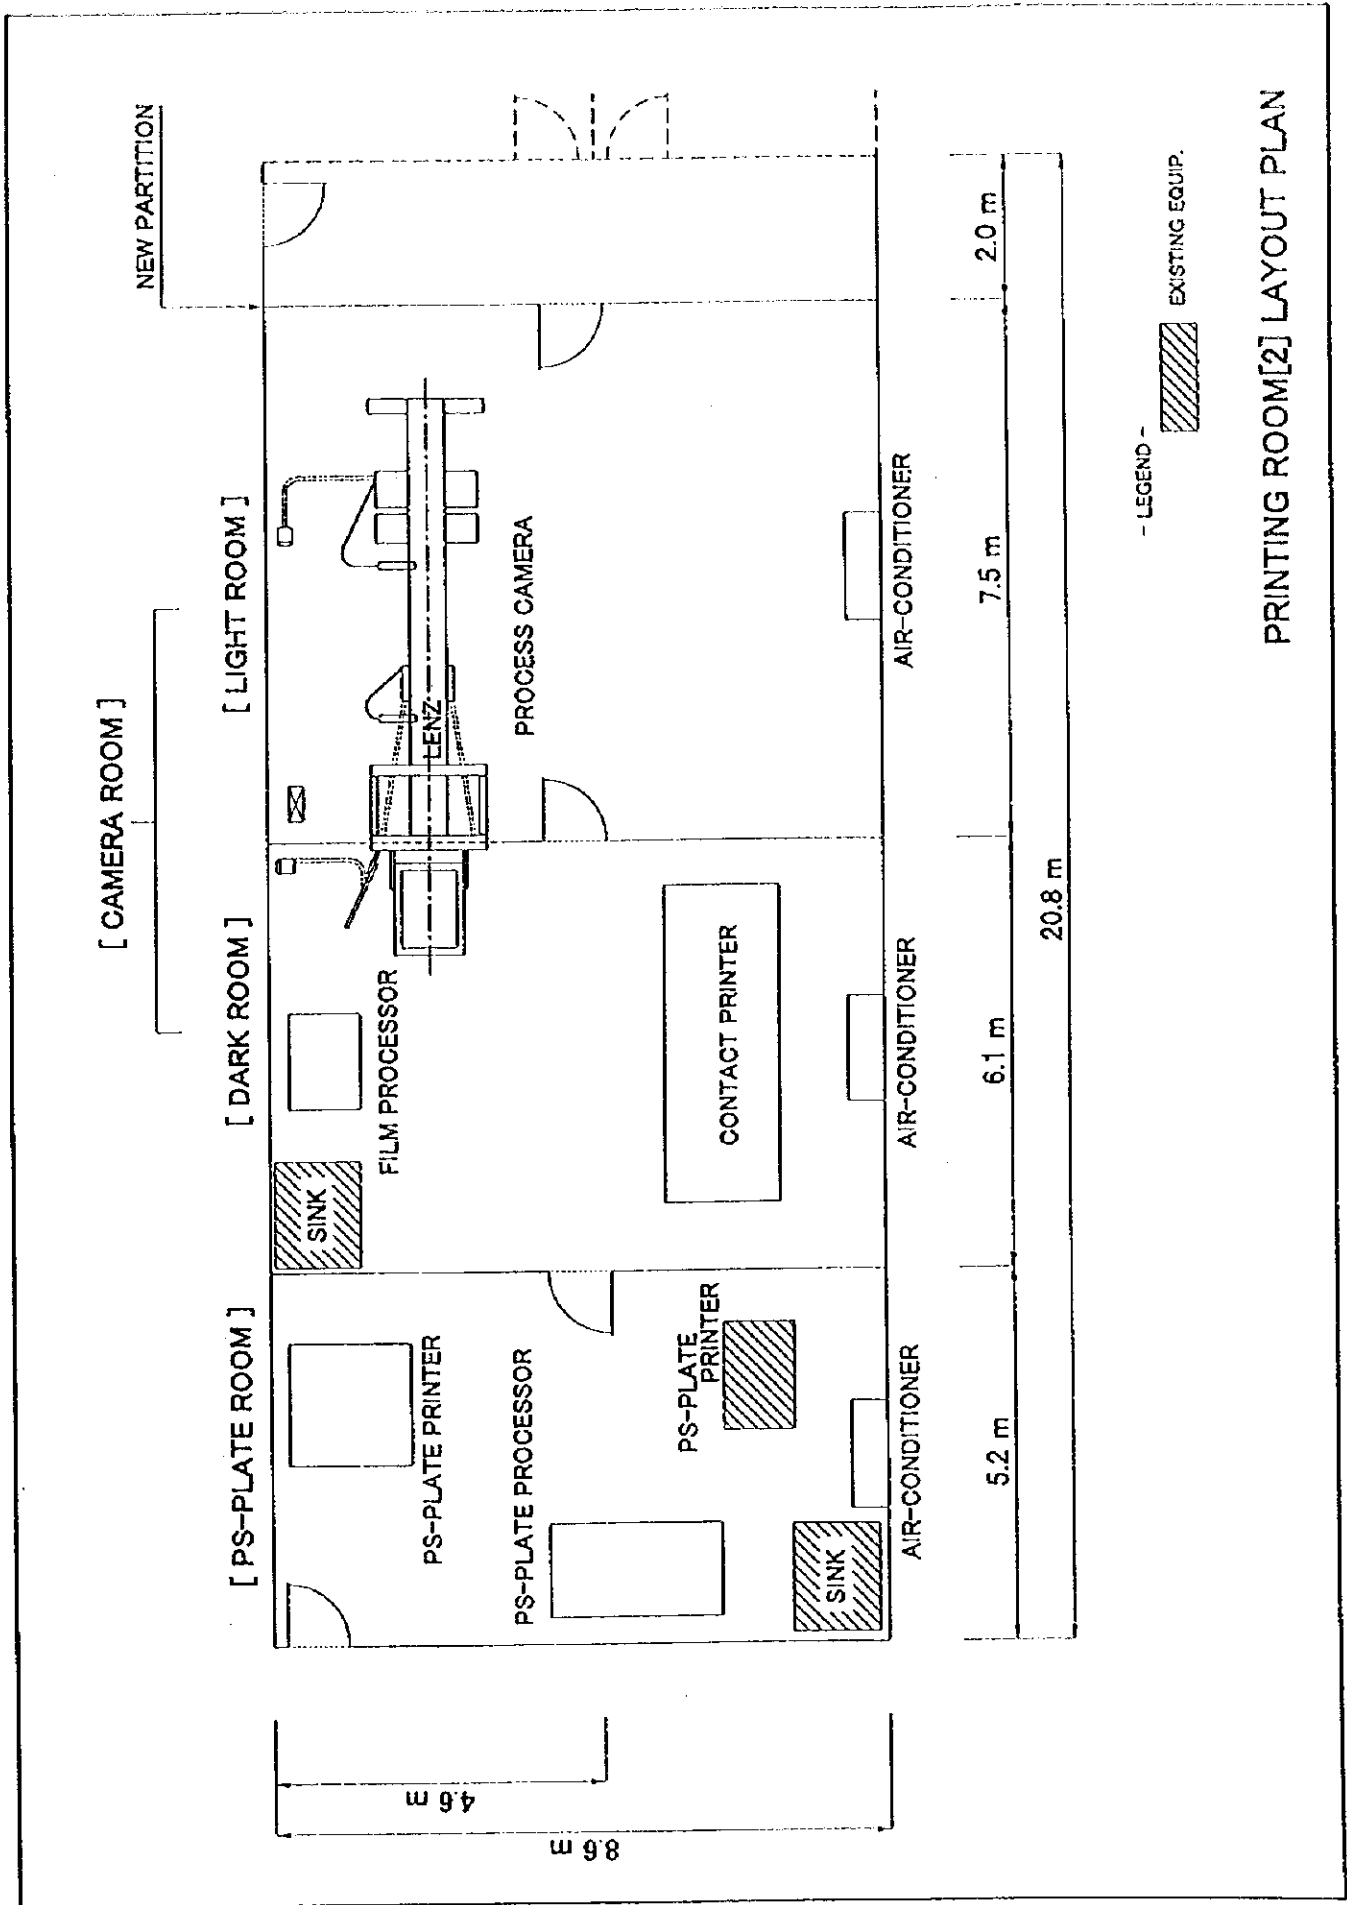 [ CAMERA ROOM ]
NEW PARTITION
[ PS-PLATE ROOM ]
[ DARK ROOM ]
[ LIGHT ROOM ]
SINK
FILM PROCESSOR
LENZ
PROCESS CAMERA
PS-PLATE PRINTER
PS-PLATE PROCESSOR
PS-PLATE
PRINTER
CONTACT PRINTER
SINK
AIR-CONDITIONER
AIR-CONDITIONER
AIR-CONDITIONER
4.6 m
8.6 m
5.2 m
6.1 m
7.5 m
2.0 m
20.8 m
- LEGEND -
EXISTING EQUIP.
PRINTING ROOM[2] LAYOUT PLAN